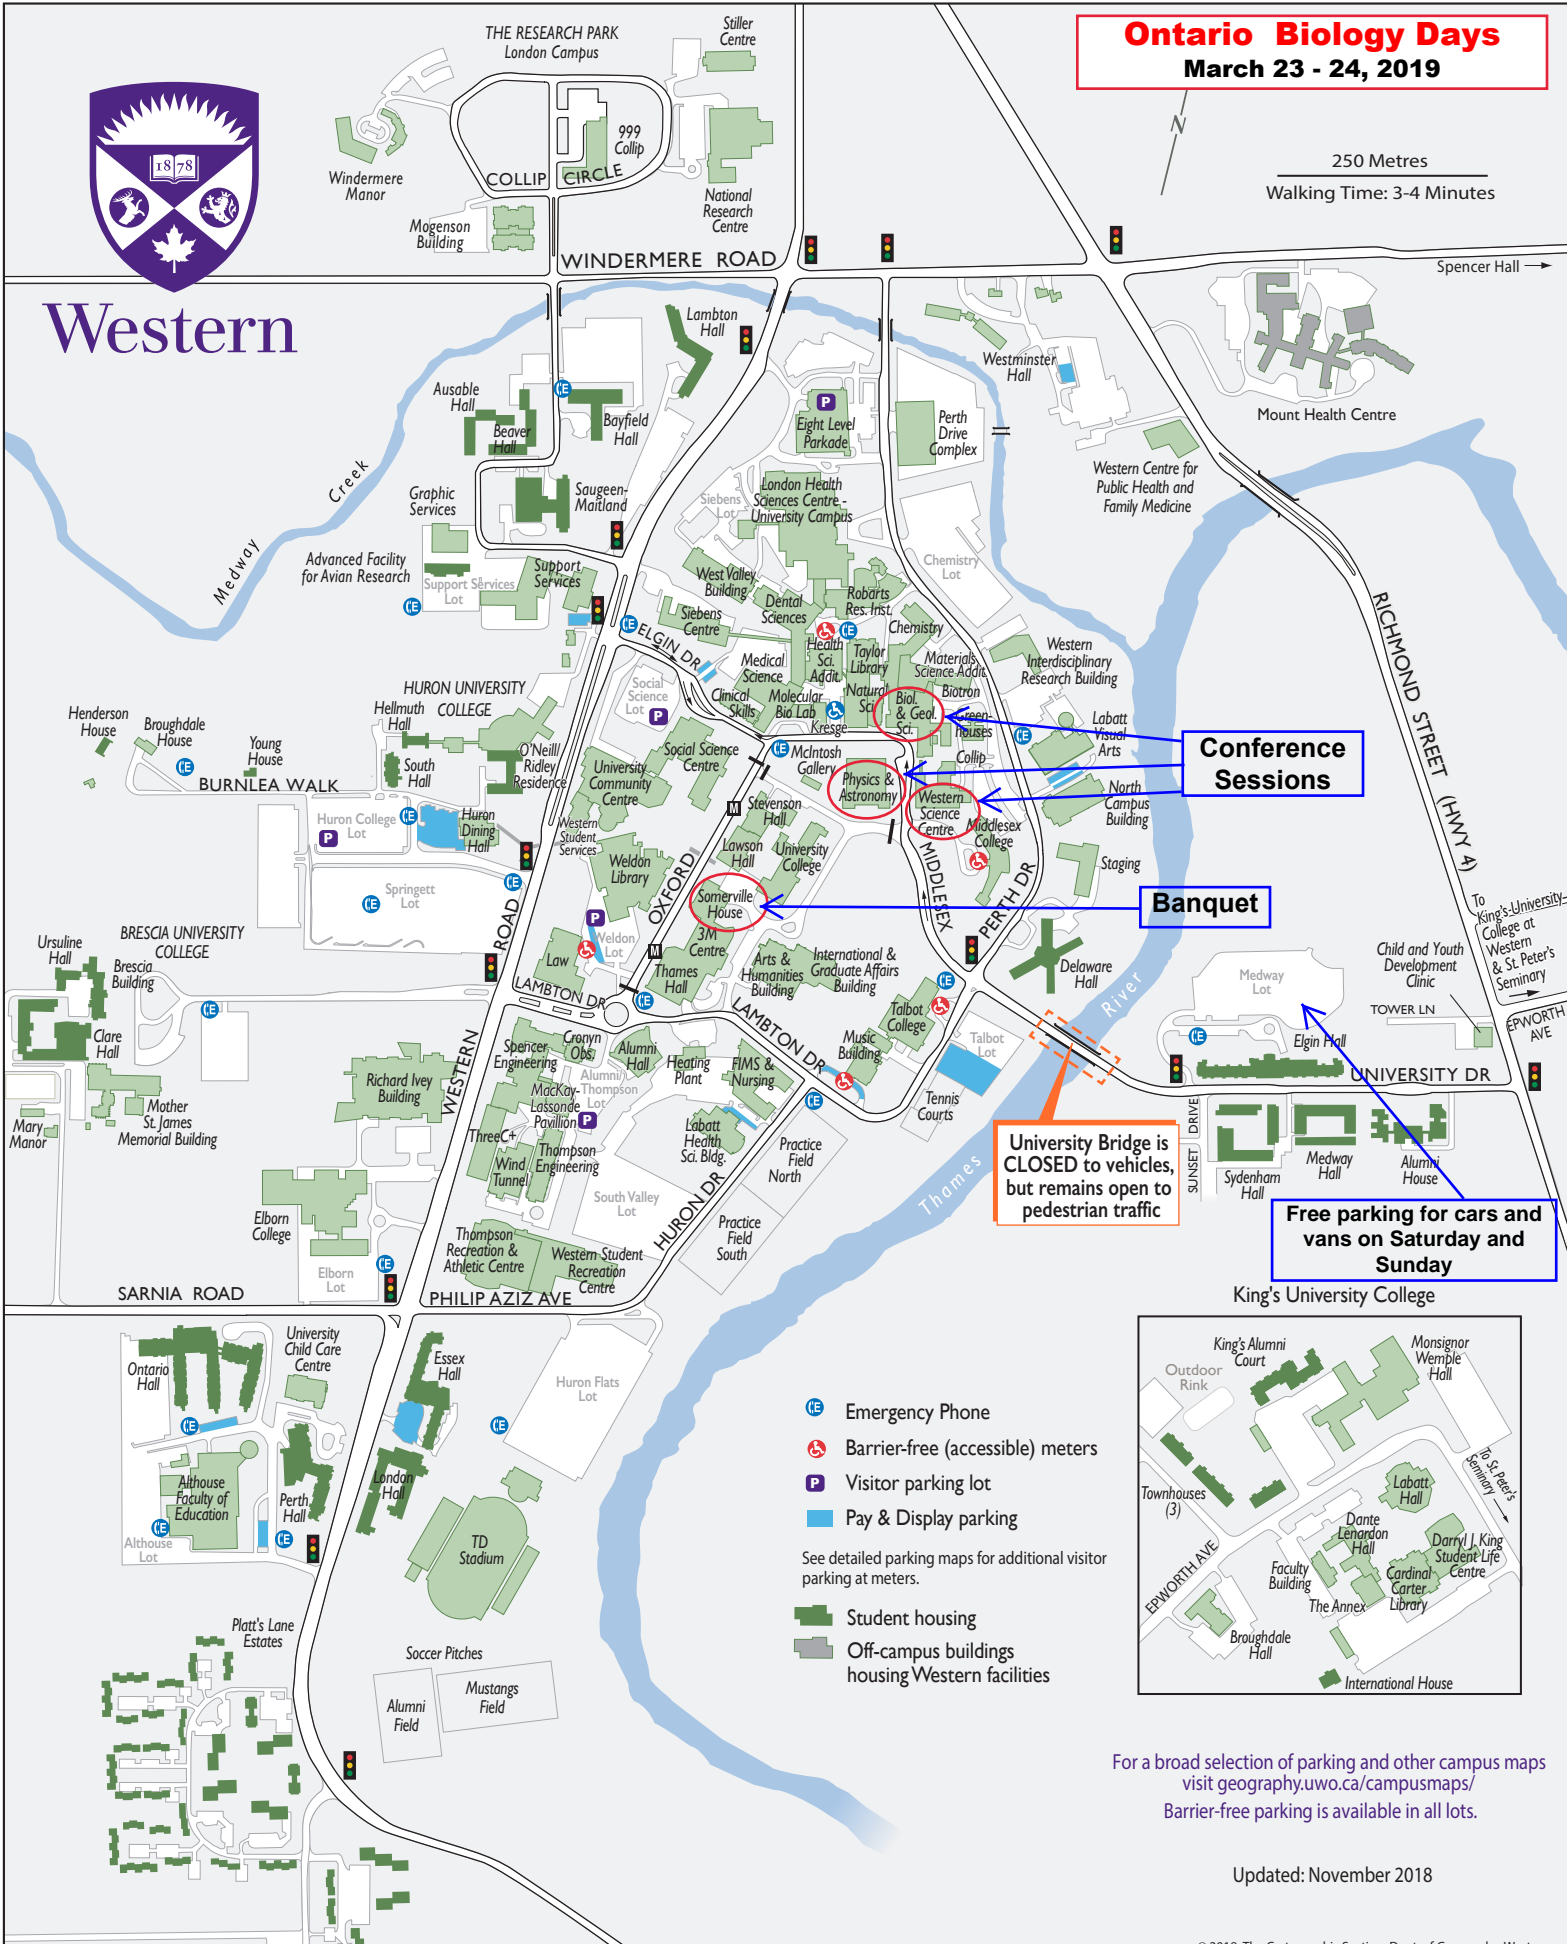 Ontario Biology Days
March 23 - 24, 2019
N
250 Metres
Walking Time: 3-4 Minutes
1878
Western
THE RESEARCH PARK
London Campus
Stiller
Centre
999
Collip
Windermere
Manor
COLLIP CIRCLE
National
Research
Centre
Mogenson
Building
WINDERMERE ROAD
Spencer Hall
Lambton
Hall
Westminster
Hall
Mount Health Centre
Ausable
Hall
Beaver
Hall
Bayfield
Hall
P
Eight Level
Parkade
Perth
Drive
Complex
Western Centre for
Public Health and
Family Medicine
Medway Creek
Graphic
Services
Saugeen-
Maitland
Siebens
Lot
London Health
Sciences Centre -
University Campus
Chemistry
Lot
Advanced Facility
for Avian Research
Support Services
Lot
Support
Services
West Valley
Building
Dental
Sciences
Robarts
Res. Inst.
Siebens
Centre
Chemistry
ELGIN DR
Health
Sci.
Addit.
Taylor
Library
Materials
Science Addit.
Western
Interdisciplinary
Research Building
Medical
Science
Clinical
Skills
Molecular
Bio Lab
Natural
Sci.
Biotron
Biol.
& Geol.
Sci.
Green-
houses
Kresge
Social
Science
Lot
P
HURON UNIVERSITY
COLLEGE
Henderson
House
Broughdale
House
Young
House
Hellmuth
Hall
South
Hall
O'Neill/
Ridley
Residence
BURNLEA WALK
Social Science
Centre
McIntosh
Gallery
Collip
Labatt
Visual
Arts
University
Community
Centre
Physics &
Astronomy
Western
Science
Centre
North
Campus
Building
Conference
Sessions
Huron College
Lot
P
Huron
Dining
Hall
Western
Student
Services
M
Stevenson
Hall
Lawson
Hall
University
College
Middlesex
College
Weldon
Library
Staging
Springett
Lot
OXFORD
MIDDLESEX
PERTH DR
Somerville
House
Banquet
RICHMOND STREET (HWY 4)
BRESCIA UNIVERSITY
COLLEGE
Ursuline
Hall
Brescia
Building
Clare
Hall
P
Weldon
Lot
Law
M
3M
Centre
Thames
Hall
Arts &
Humanities
Building
International &
Graduate Affairs
Building
Delaware
Hall
To
King's University
College at
Western
& St. Peter's
Seminary
Child and Youth
Development
Clinic
Medway
Lot
TOWER LN
EPWORTH
AVE
Elgin Hall
UNIVERSITY DR
LAMBTON DR
LAMBTON DR
Talbot
College
Talbot
Lot
Music
Building
Tennis
Courts
WESTERN ROAD
Spencer
Engineering
Cronyn
Obs.
Alumni
Hall
Heating
Plant
FIMS &
Nursing
Alumni/
Thompson
Lot
P
MacKay-
Lassonde
Pavillion
Richard Ivey
Building
Mary
Manor
Mother
St. James
Memorial Building
ThreeC+
Wind
Tunnel
Thompson
Engineering
Labatt
Health
Sci. Bldg.
Practice
Field
North
Thames River
University Bridge is
CLOSED to vehicles,
but remains open to
pedestrian traffic
SUNSET DRIVE
Sydenham
Hall
Medway
Hall
Alumni
House
Free parking for cars and
vans on Saturday and
Sunday
Elborn
College
Elborn
Lot
South Valley
Lot
HURON DR
Practice
Field
South
Thompson
Recreation &
Athletic Centre
Western Student
Recreation
Centre
SARNIA ROAD
PHILIP AZIZ AVE
King's University College
Ontario
Hall
University
Child Care
Centre
Essex
Hall
Huron Flats
Lot
Althouse
Faculty of
Education
Althouse
Lot
Perth
Hall
London
Hall
TD
Stadium
Emergency Phone
Barrier-free (accessible) meters
P
Visitor parking lot
Pay & Display parking
See detailed parking maps for additional visitor
parking at meters.
Student housing
Off-campus buildings
housing Western facilities
King's Alumni
Court
Outdoor
Rink
Monsignor
Wemple
Hall
To St. Peter's
Seminary
Townhouses
(3)
Labatt
Hall
Dante
Lenardon
Hall
Darryl J. King
Student Life
Centre
Faculty
Building
Cardinal
Carter
Library
The Annex
EPWORTH AVE
Broughdale
Hall
International House
Platt's Lane
Estates
Soccer Pitches
Alumni
Field
Mustangs
Field
For a broad selection of parking and other campus maps
visit geography.uwo.ca/campusmaps/
Barrier-free parking is available in all lots.
Updated: November 2018